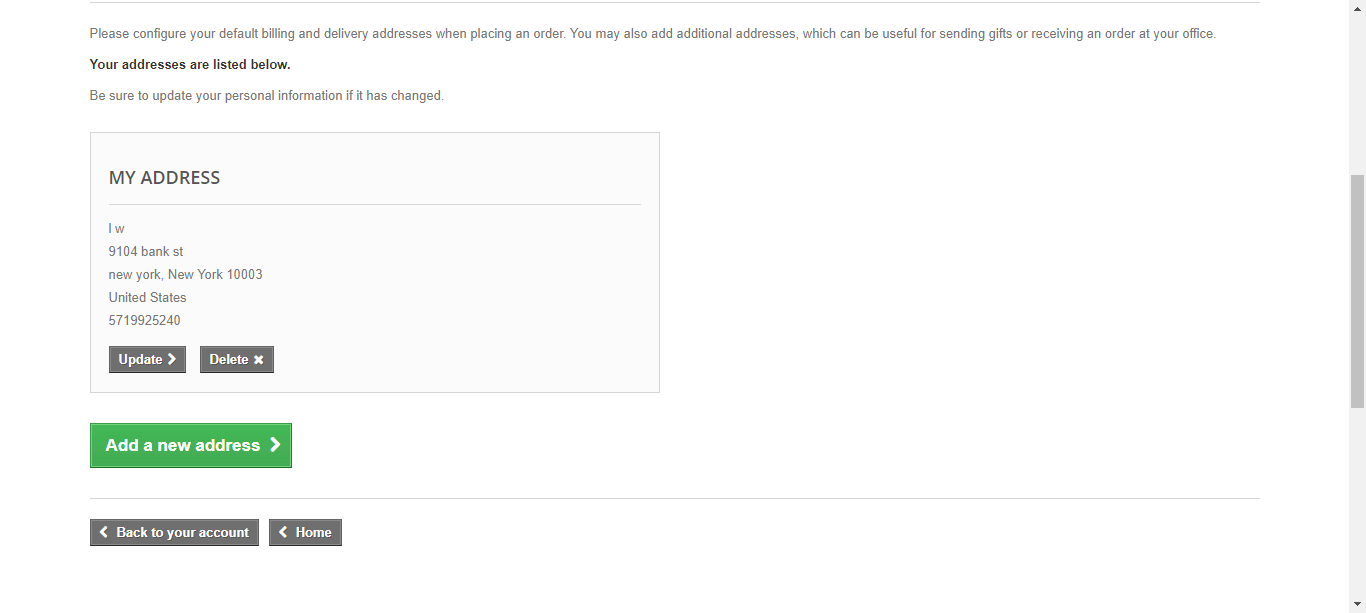 Please configure your default billing and delivery addresses when placing an order. You may also add additional addresses, which can be useful for sending gifts or receiving an order at your office.
Your addresses are listed below.
Be sure to update your personal information if it has changed.
MY ADDRESS
l w
9104 bank st
new york, New York 10003
United States
5719925240
Update
Delete
Add a new address
Back to your account
Home